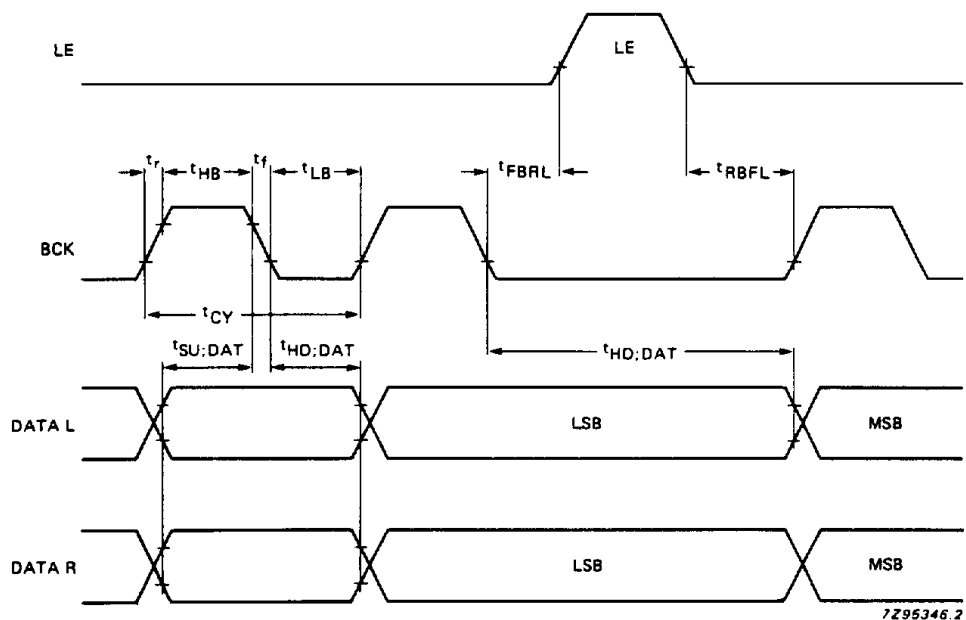 LE
LE
tr tHB tf tLB tFBRL tRBFL
BCK
tCY
tSU;DAT tHD;DAT tHD;DAT
DATA L LSB MSB
DATA R LSB MSB
7Z95346.2